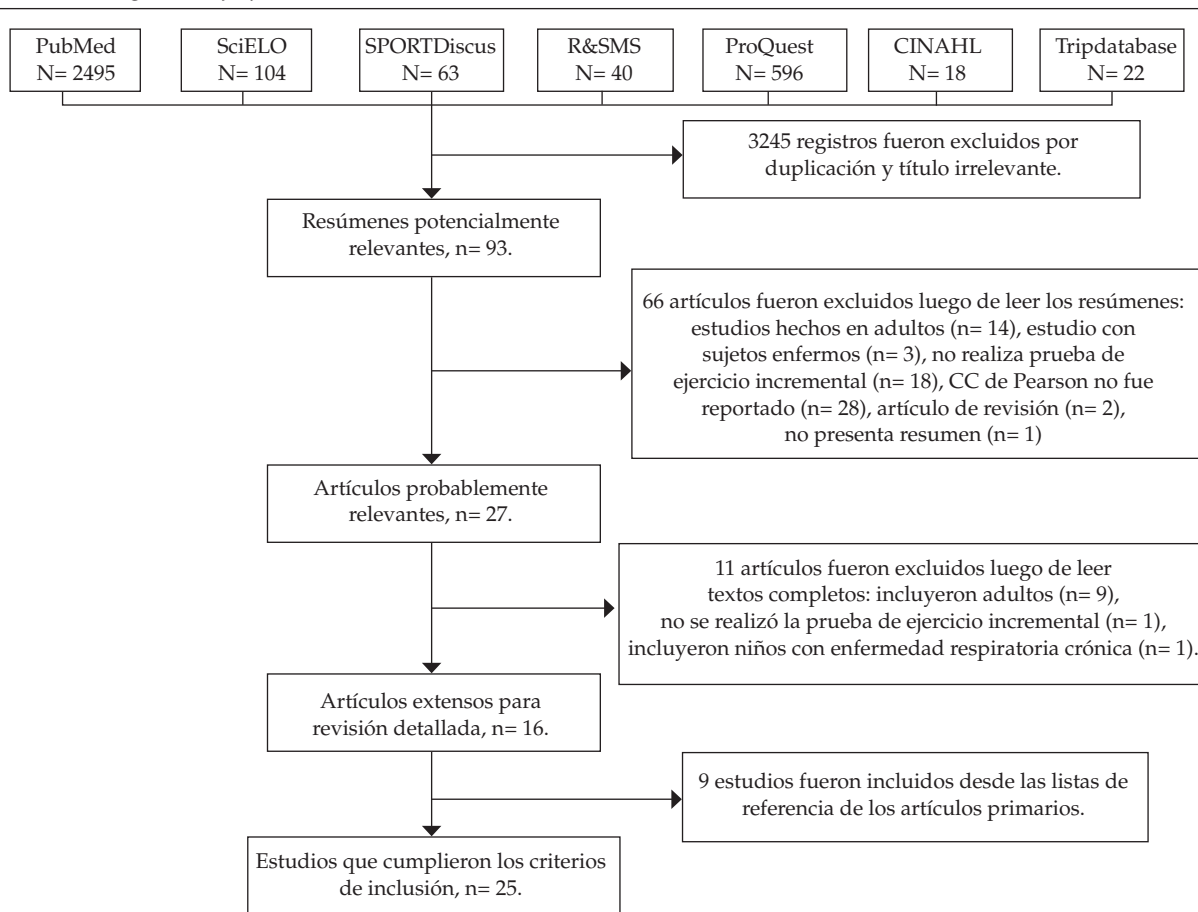 PubMed
N= 2495
SciELO
N= 104
SPORTDiscus
N= 63
R&SMS
N= 40
ProQuest
N= 596
CINAHL
N= 18
Tripdatabase
N= 22
3245 registros fueron excluidos por
duplicación y título irrelevante.
Resúmenes potencialmente
relevantes, n= 93.
66 artículos fueron excluidos luego de leer los resúmenes:
estudios hechos en adultos (n= 14), estudio con
sujetos enfermos (n= 3), no realiza prueba de
ejercicio incremental (n= 18), CC de Pearson no fue
reportado (n= 28), artículo de revisión (n= 2),
no presenta resumen (n= 1)
Artículos probablemente
relevantes, n= 27.
11 artículos fueron excluidos luego de leer
textos completos: incluyeron adultos (n= 9),
no se realizó la prueba de ejercicio incremental (n= 1),
incluyeron niños con enfermedad respiratoria crónica (n= 1).
Artículos extensos para
revisión detallada, n= 16.
9 estudios fueron incluidos desde las listas de
referencia de los artículos primarios.
Estudios que cumplieron los criterios
de inclusión, n= 25.